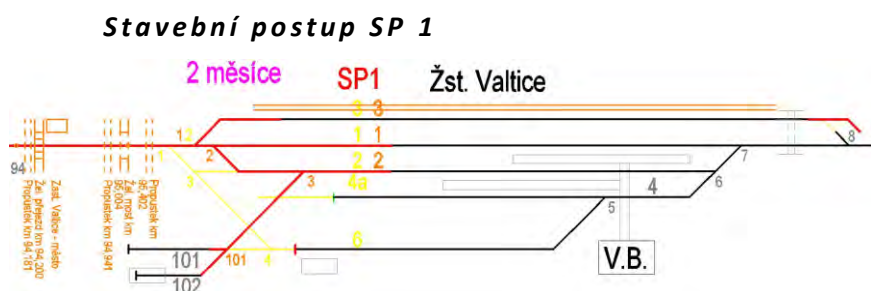 Stavební postup SP 1
2 měsíce
SP1
Žst. Valtice
3 3
1 1
2 2
4a
4
6
12
1
2
3
3
4
5
6
7
8
94
101
101
102
V.B.
Propustek km 94,181
Žel. přejezd km 94,200
Zast. Valtice - město
Propustek km 94,941
Žel. most km 95,004
Propustek km 95,402